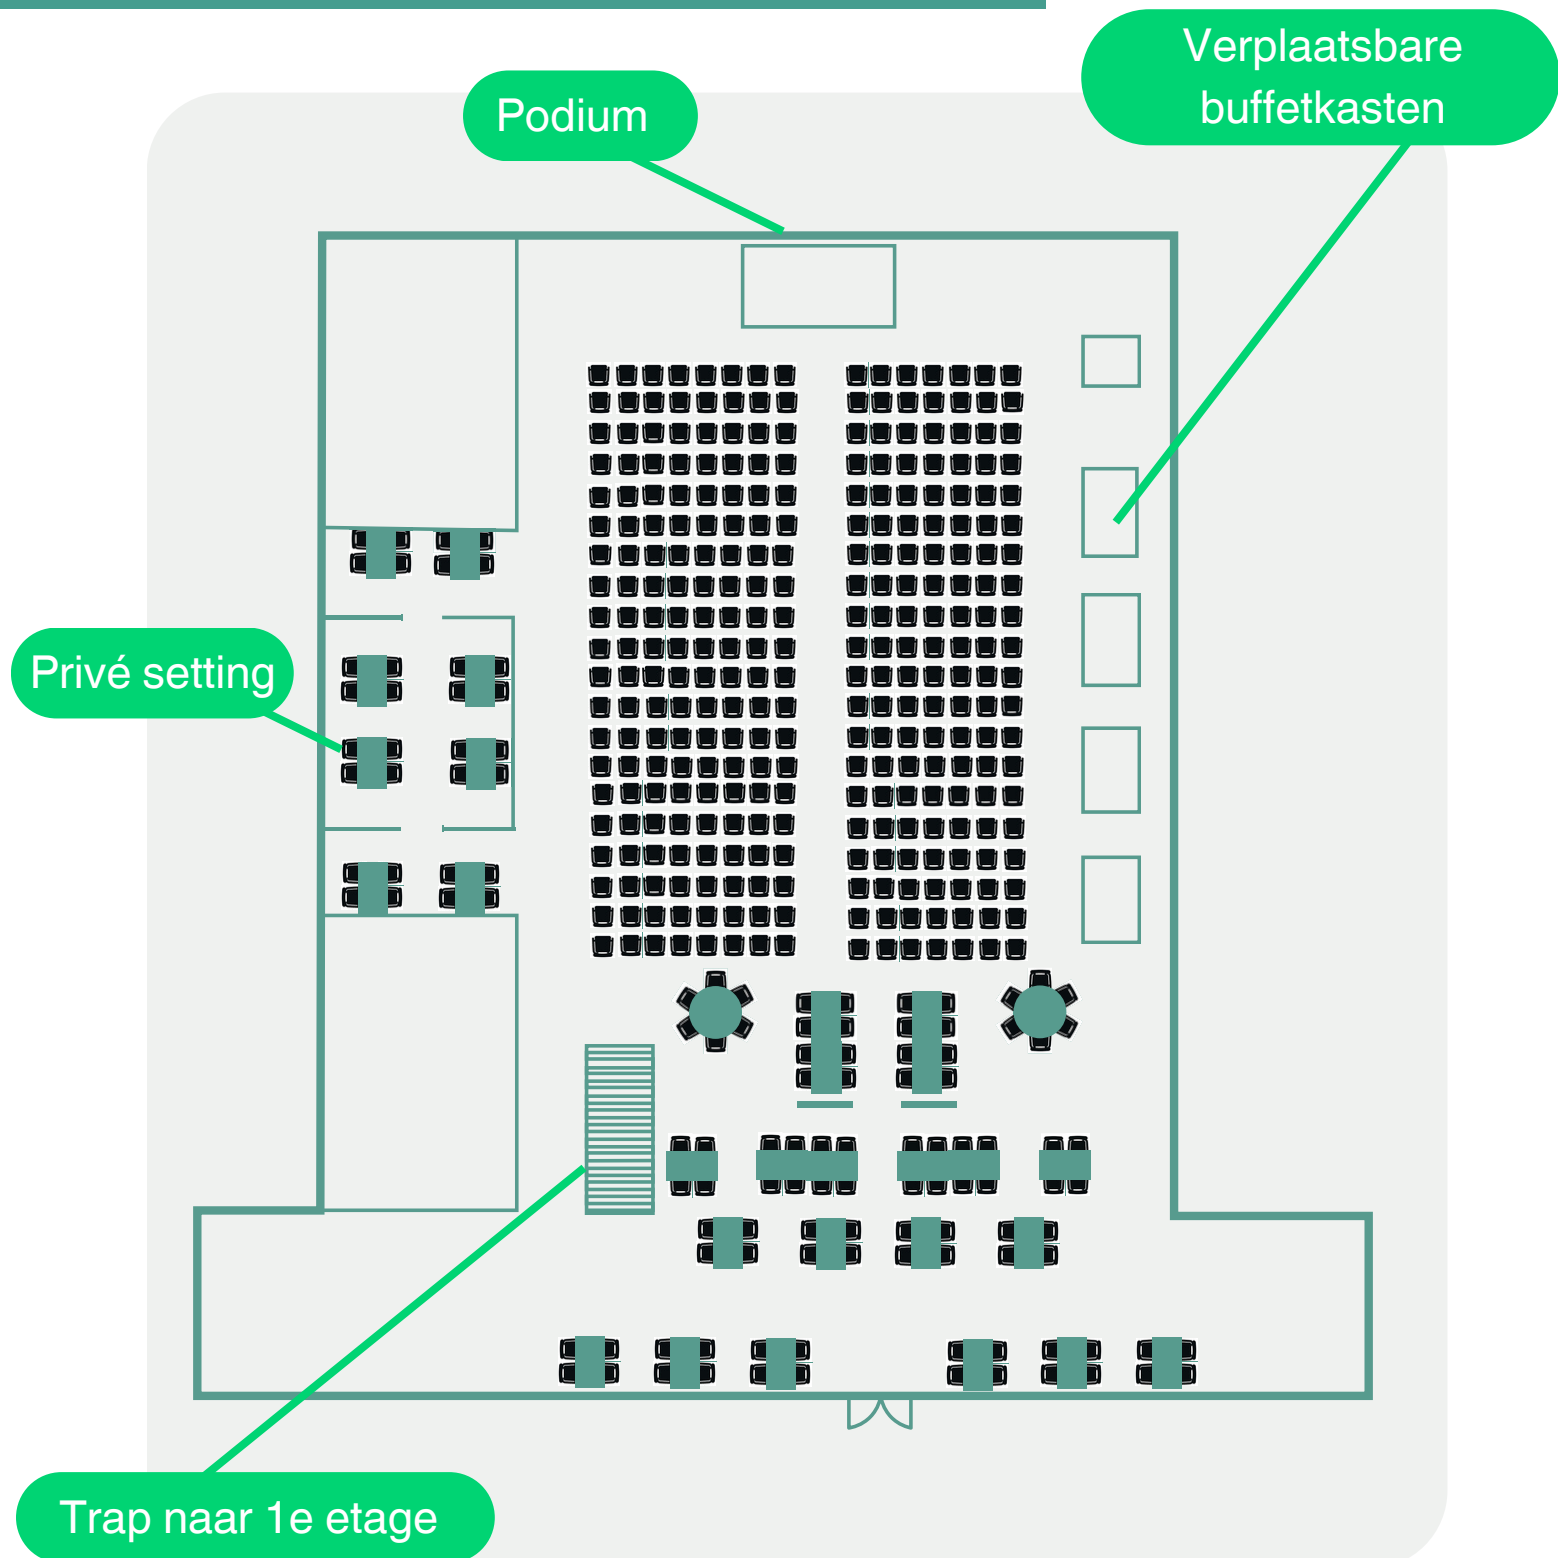 Verplaatsbare
buffetkasten
Podium
Privé setting
Trap naar 1e etage